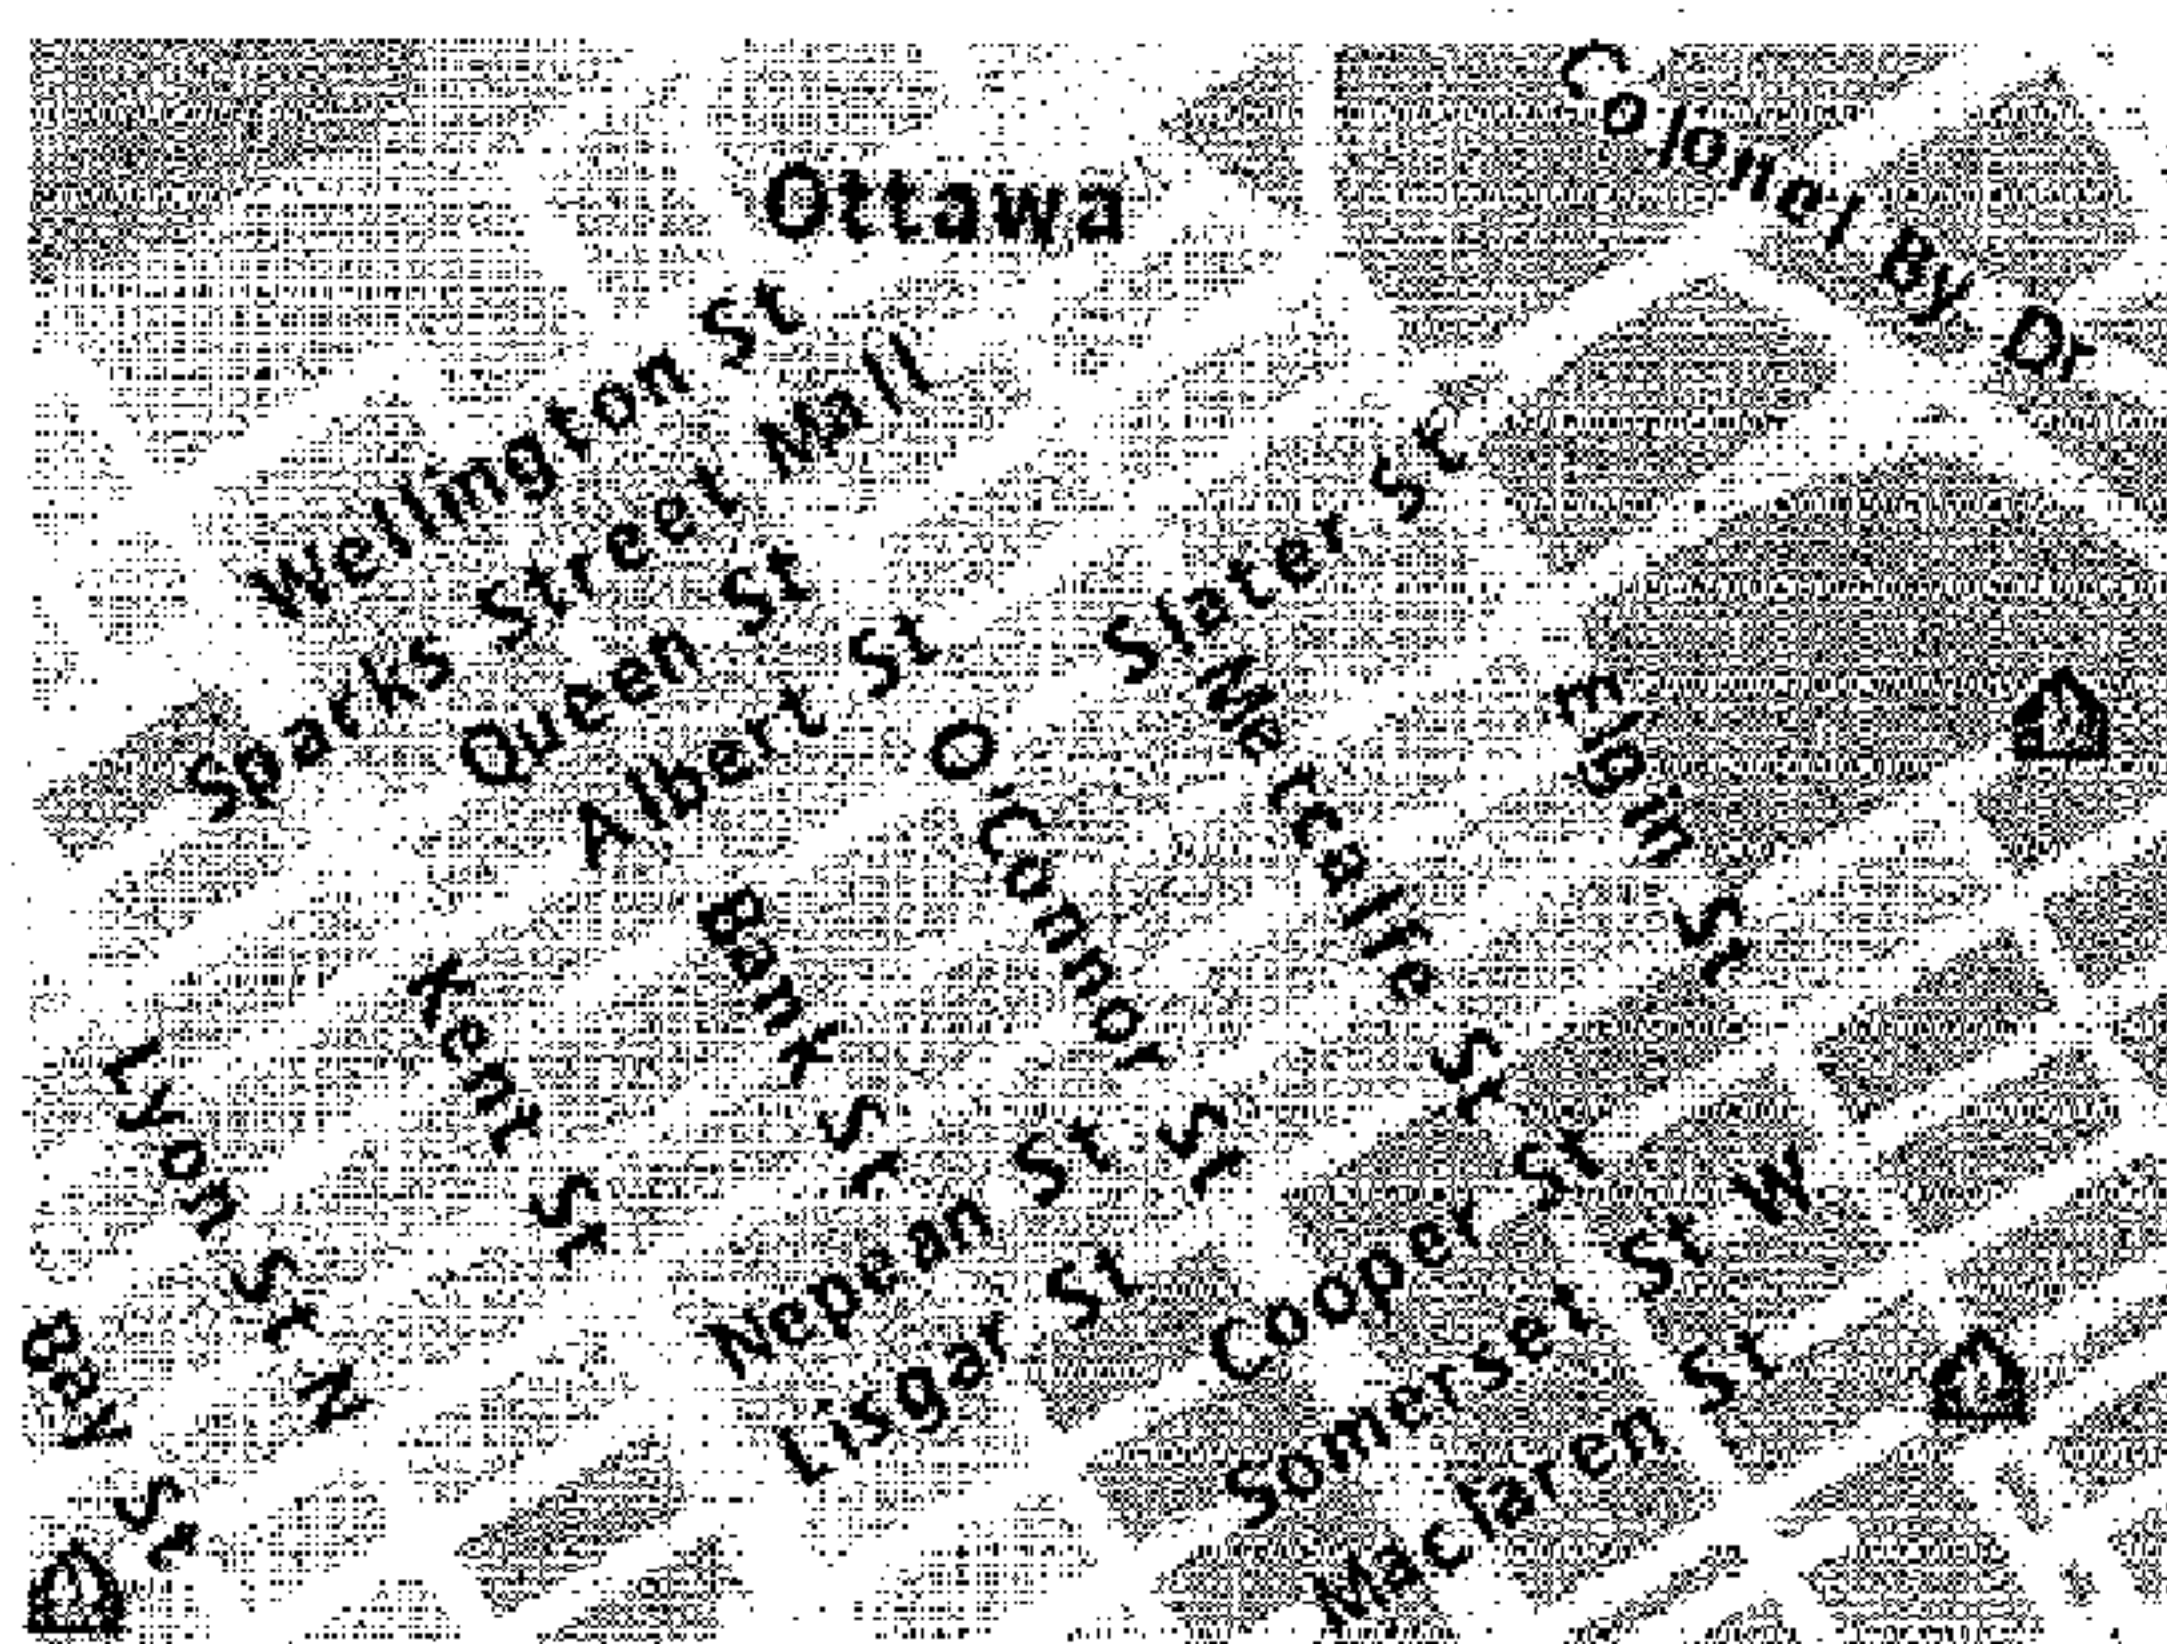 Colonel By Dr
Ottawa
Wellington St
Sparks Street Mall
Queen St
Albert St
Slater St
Metcalfe St
Elgin St
O'Connor St
Bank St
Kent St
Lyon St N
Bay St
Nepean St
Lisgar St
Cooper St
Somerset St W
Maclaren St